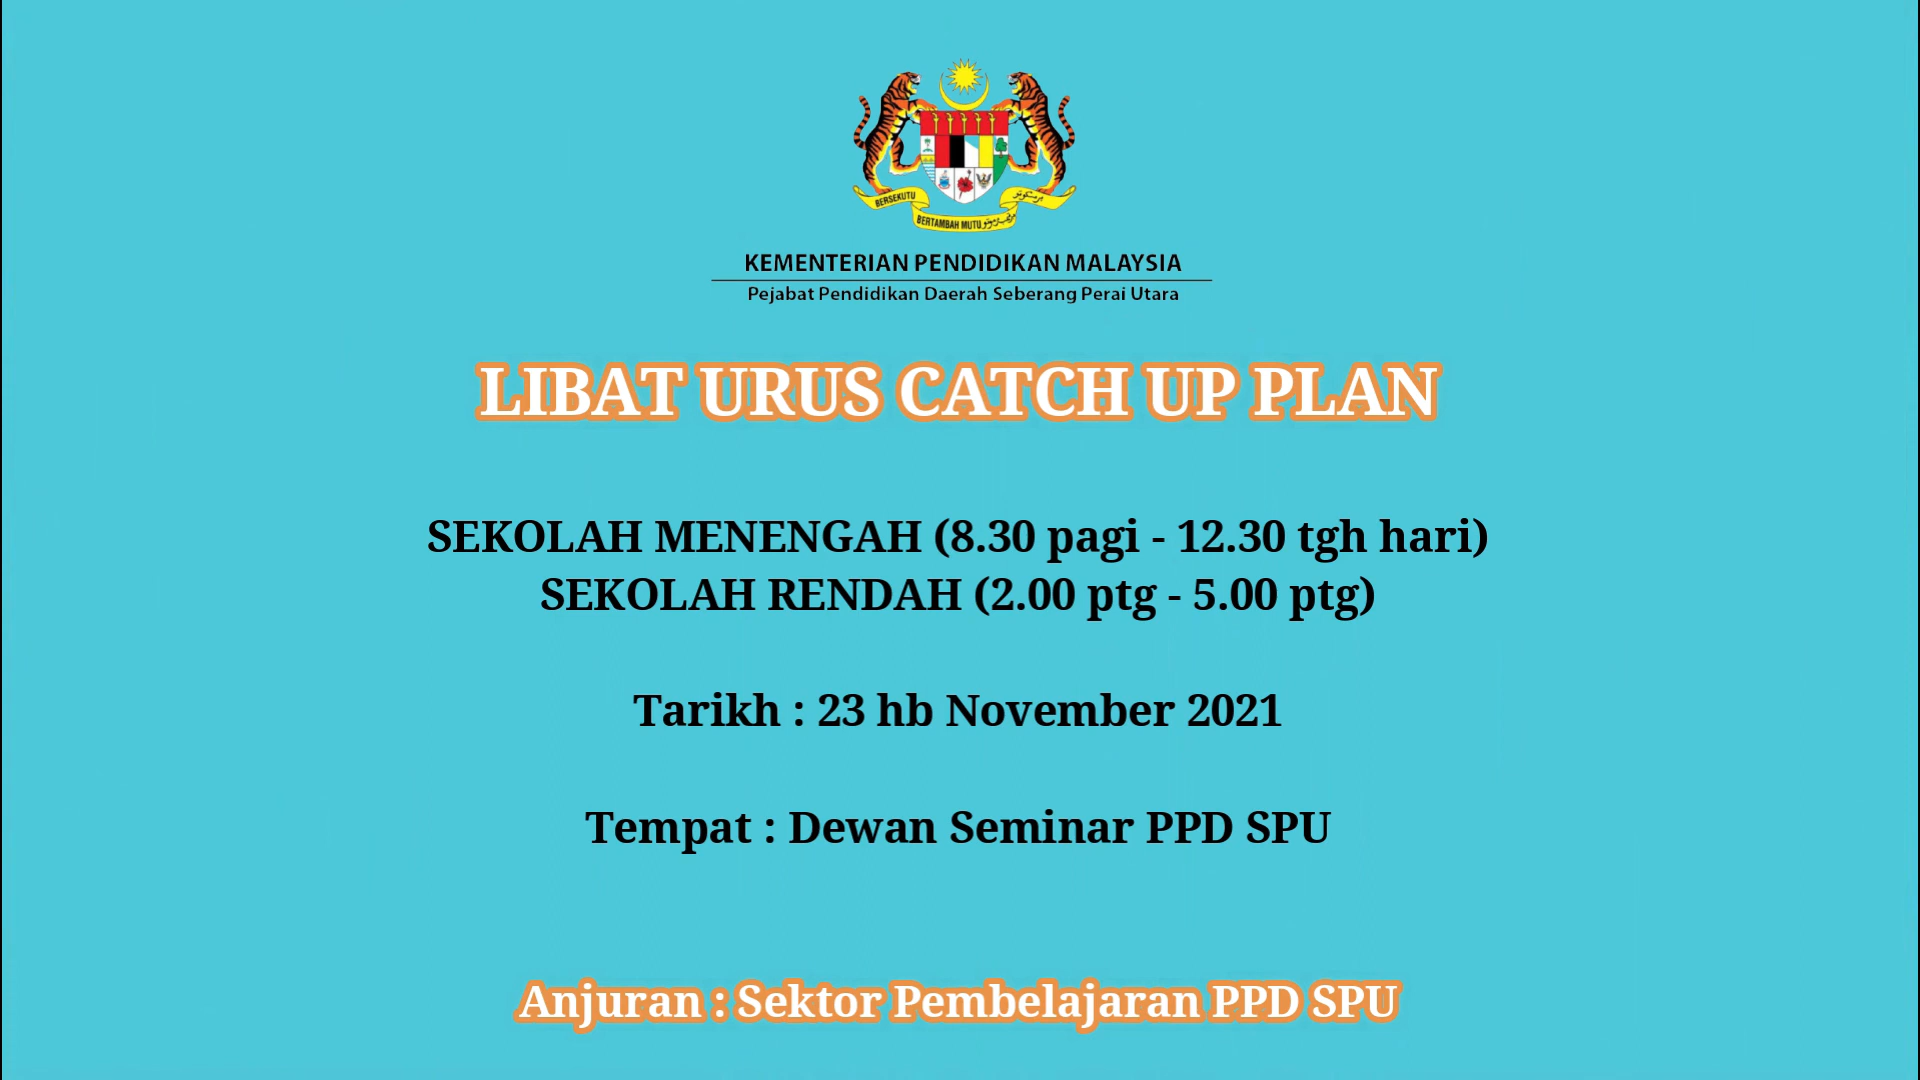 BERSEKUTU
BERTAMBAH MUTU
KEMENTERIAN PENDIDIKAN MALAYSIA
Pejabat Pendidikan Daerah Seberang Perai Utara
LIBAT URUS CATCH UP PLAN
SEKOLAH MENENGAH (8.30 pagi - 12.30 tgh hari)
SEKOLAH RENDAH (2.00 ptg - 5.00 ptg)
Tarikh : 23 hb November 2021
Tempat : Dewan Seminar PPD SPU
Anjuran : Sektor Pembelajaran PPD SPU